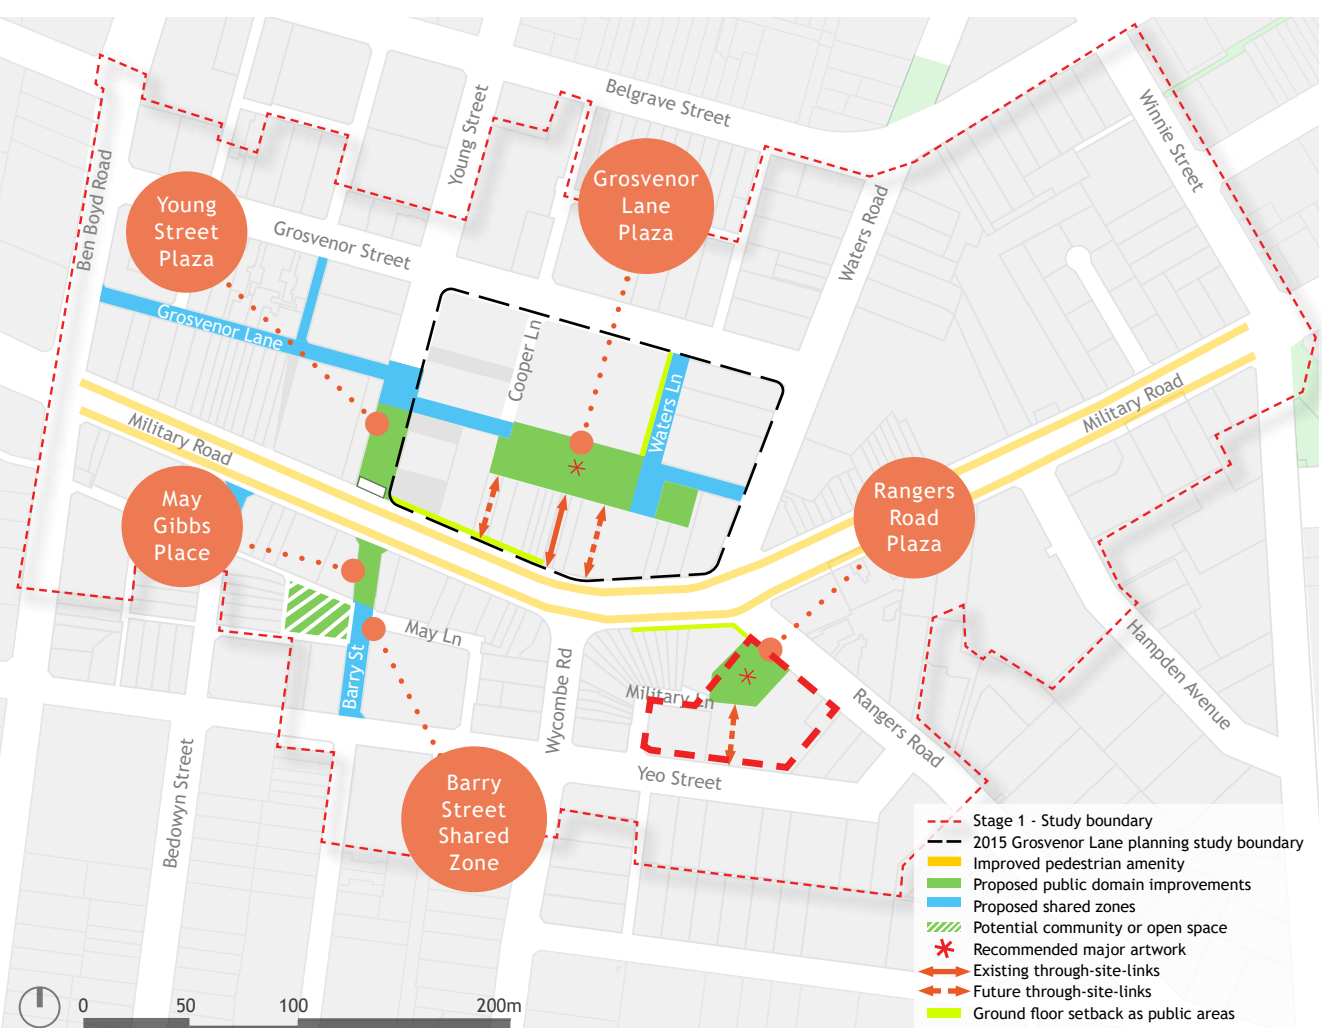 Belgrave Street
Winnie Street
Young Street
Grosvenor
Lane
Plaza
Ben Boyd Road
Young
Street
Plaza
Waters Road
Grosvenor Street
Grosvenor Lane
Cooper Ln
Waters Ln
Military Road
Military Road
May
Gibbs
Place
Rangers
Road
Plaza
May Ln
Barry St
Wycombe Rd
Military Ln
Hampden Avenue
Rangers Road
Yeo Street
Bedowyn Street
Barry
Street
Shared
Zone
Stage 1 - Study boundary
2015 Grosvenor Lane planning study boundary
Improved pedestrian amenity
Proposed public domain improvements
Proposed shared zones
Potential community or open space
Recommended major artwork
Existing through-site-links
Future through-site-links
Ground floor setback as public areas
0 50 100 200m